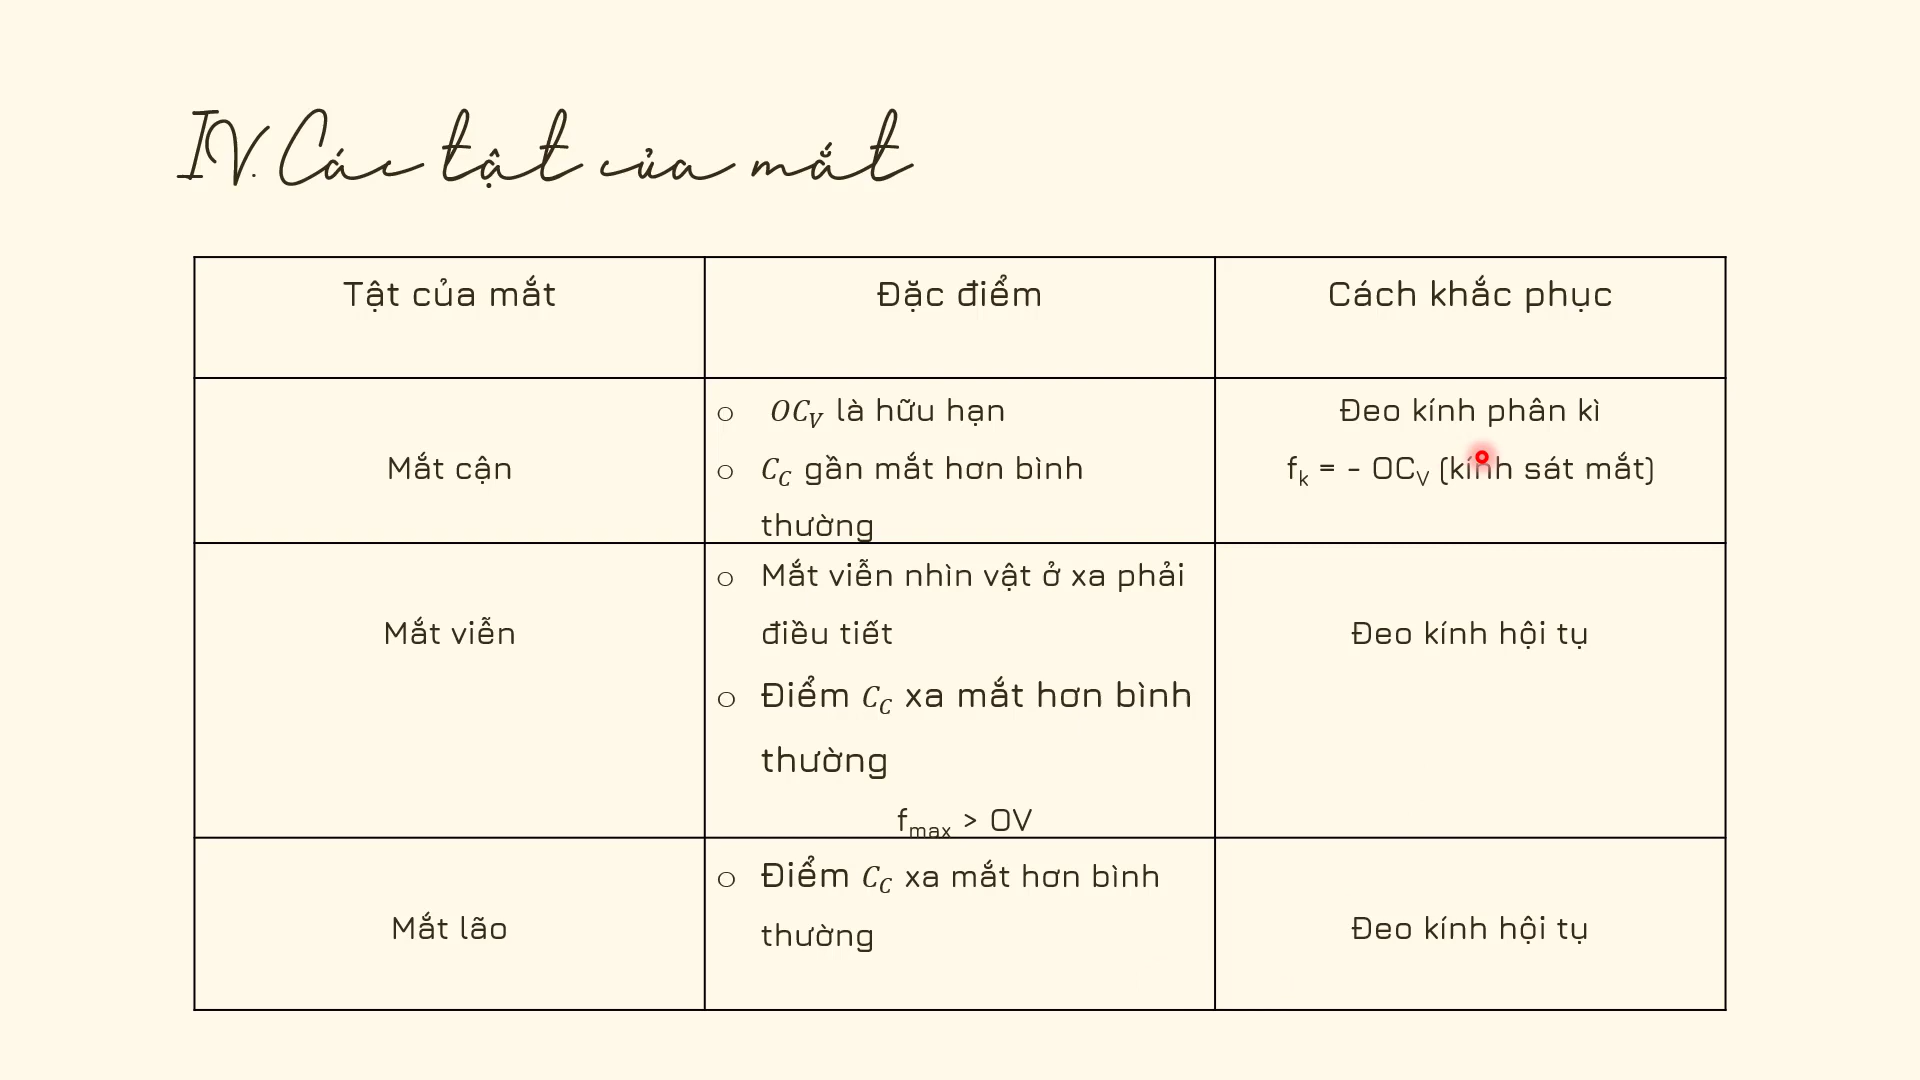 IV. Các tật của mắt
Tật của mắt
Đặc điểm
Cách khắc phục
Mắt cận
o OC_V là hữu hạn
o C_C gần mắt hơn bình
thường
Đeo kính phân kì
f_k = - OC_V (kính sát mắt)
Mắt viễn
o Mắt viễn nhìn vật ở xa phải
điều tiết
o Điểm C_C xa mắt hơn bình
thường
f_max > OV
Đeo kính hội tụ
Mắt lão
o Điểm C_C xa mắt hơn bình
thường
Đeo kính hội tụ